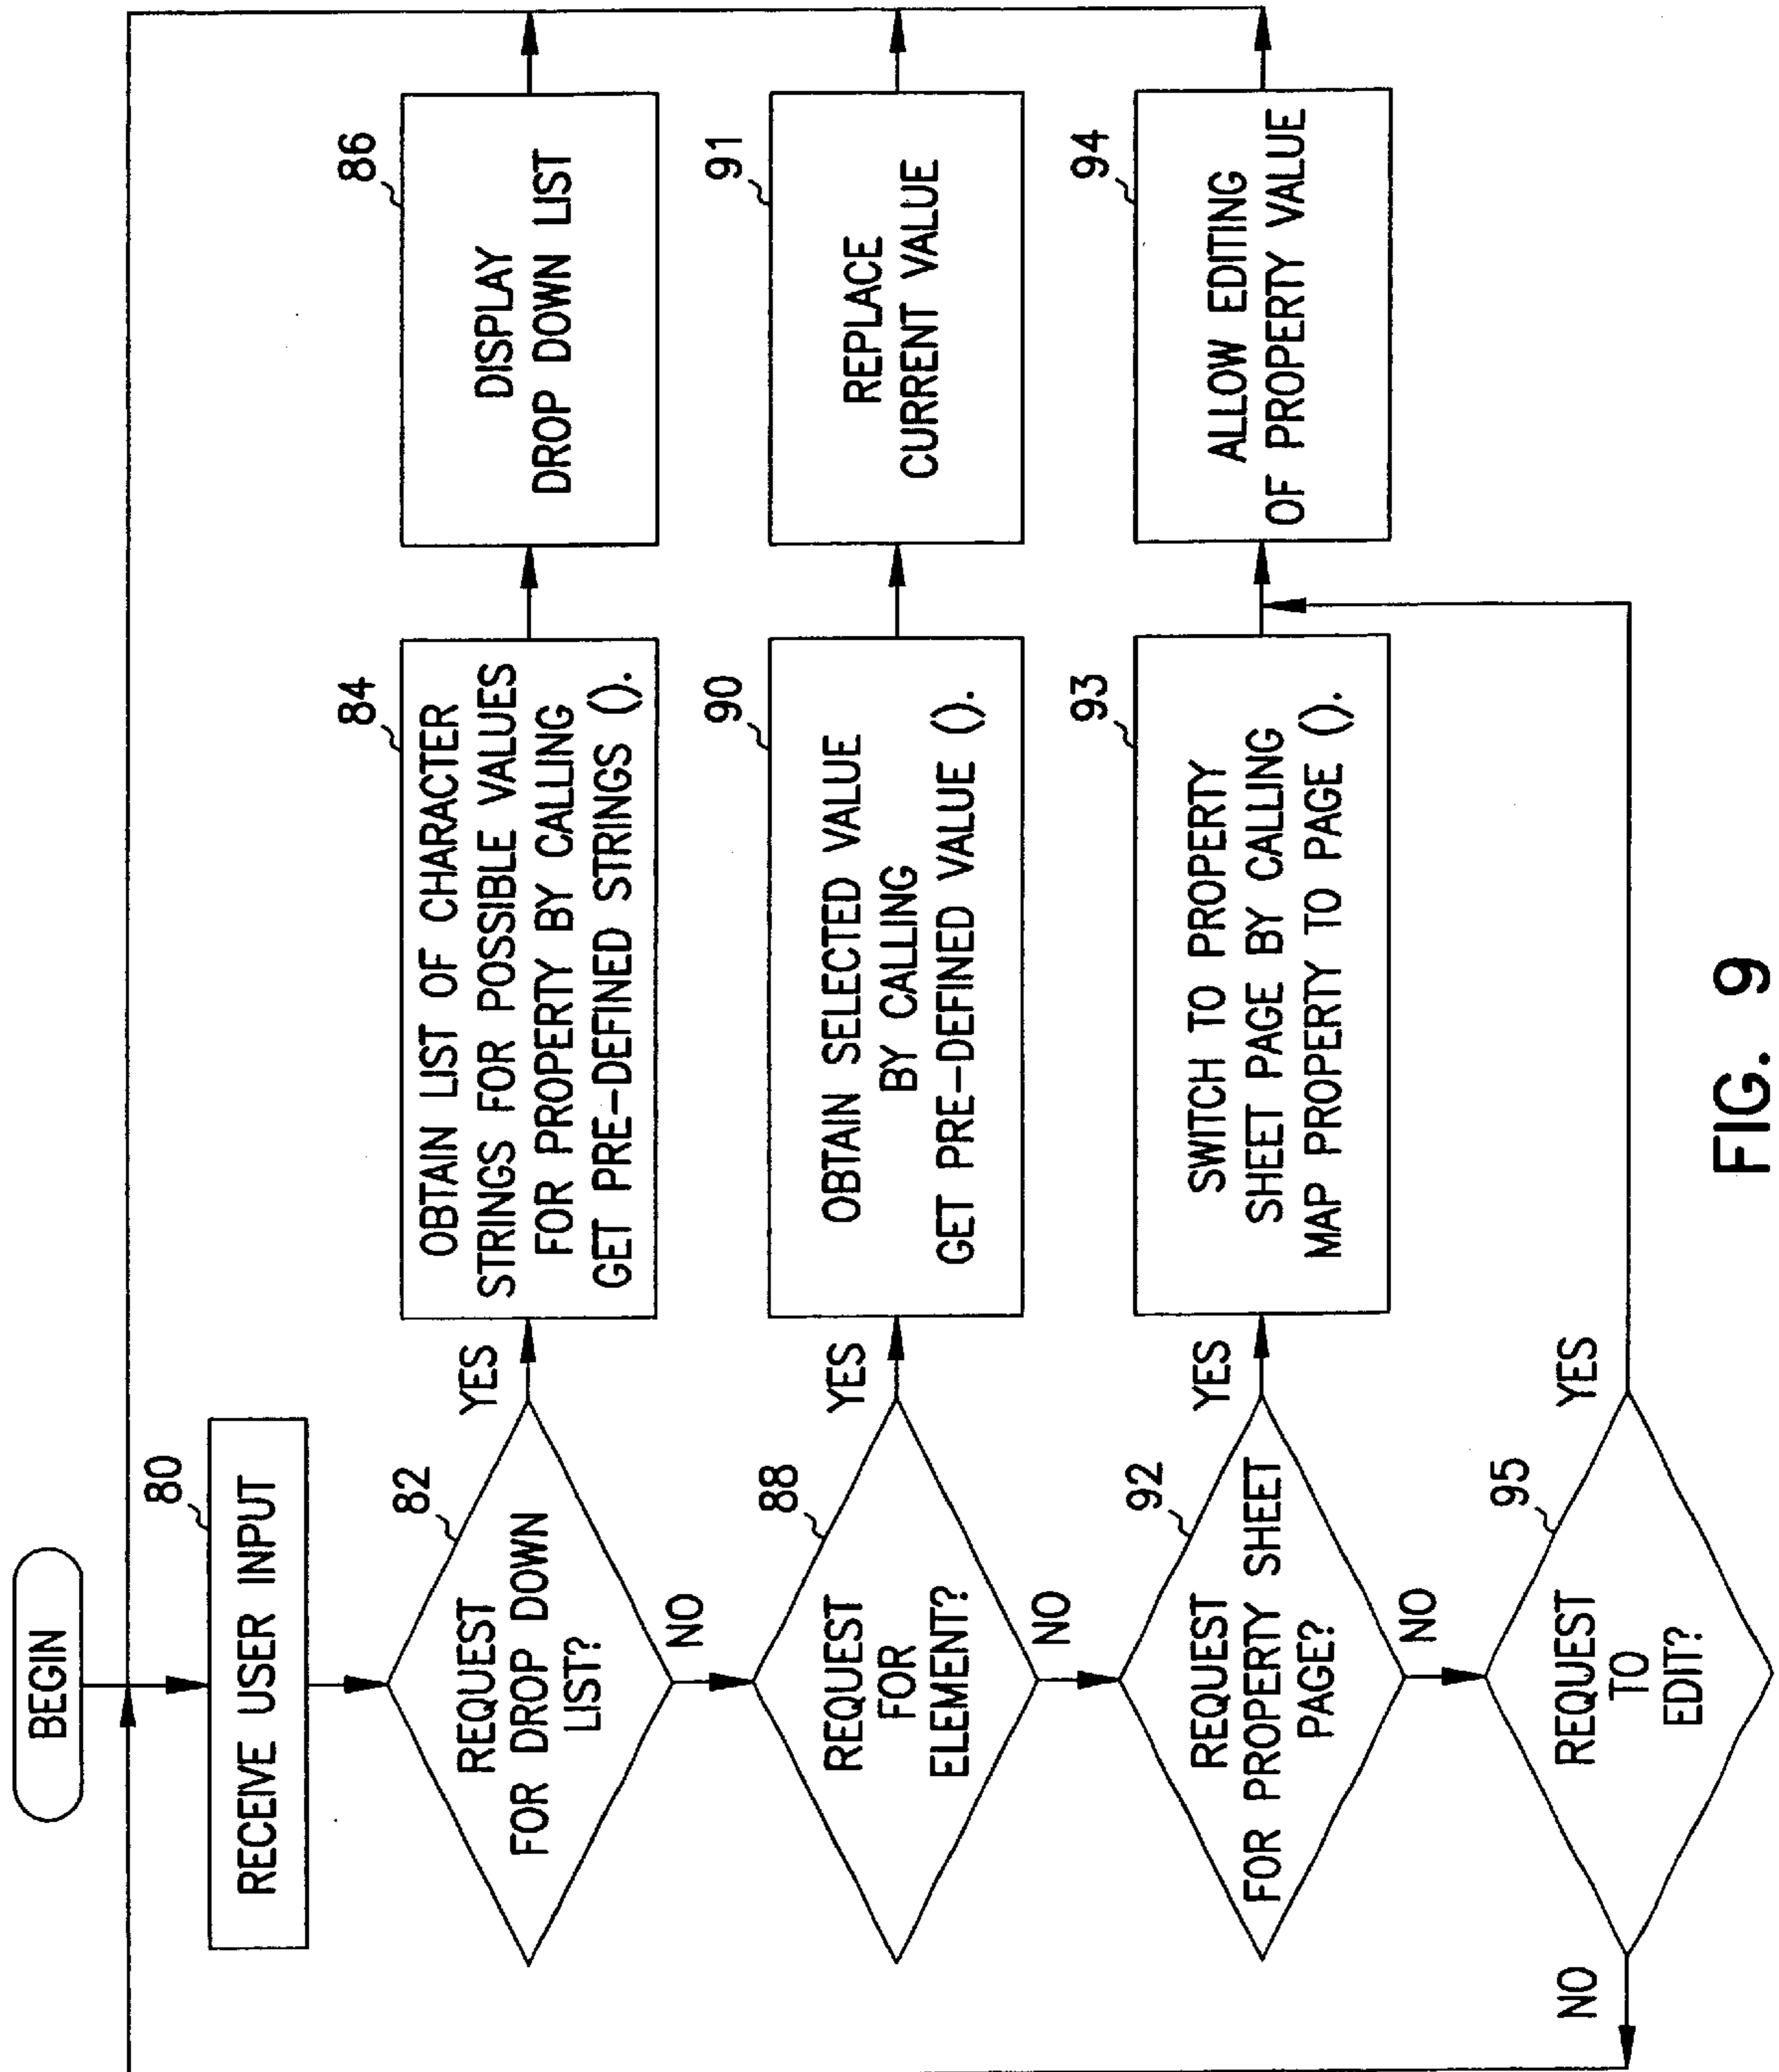 BEGIN
80
RECEIVE USER INPUT
82
REQUEST
FOR DROP DOWN
LIST?
YES
NO
84
OBTAIN LIST OF CHARACTER
STRINGS FOR POSSIBLE VALUES
FOR PROPERTY BY CALLING
GET PRE-DEFINED STRINGS ().
86
DISPLAY
DROP DOWN LIST
88
REQUEST
FOR
ELEMENT?
YES
NO
90
OBTAIN SELECTED VALUE
BY CALLING
GET PRE-DEFINED VALUE ().
91
REPLACE
CURRENT VALUE
92
REQUEST
FOR PROPERTY SHEET
PAGE?
YES
NO
93
SWITCH TO PROPERTY
SHEET PAGE BY CALLING
MAP PROPERTY TO PAGE ().
94
ALLOW EDITING
OF PROPERTY VALUE
95
REQUEST
TO
EDIT?
YES
NO
FIG. 9